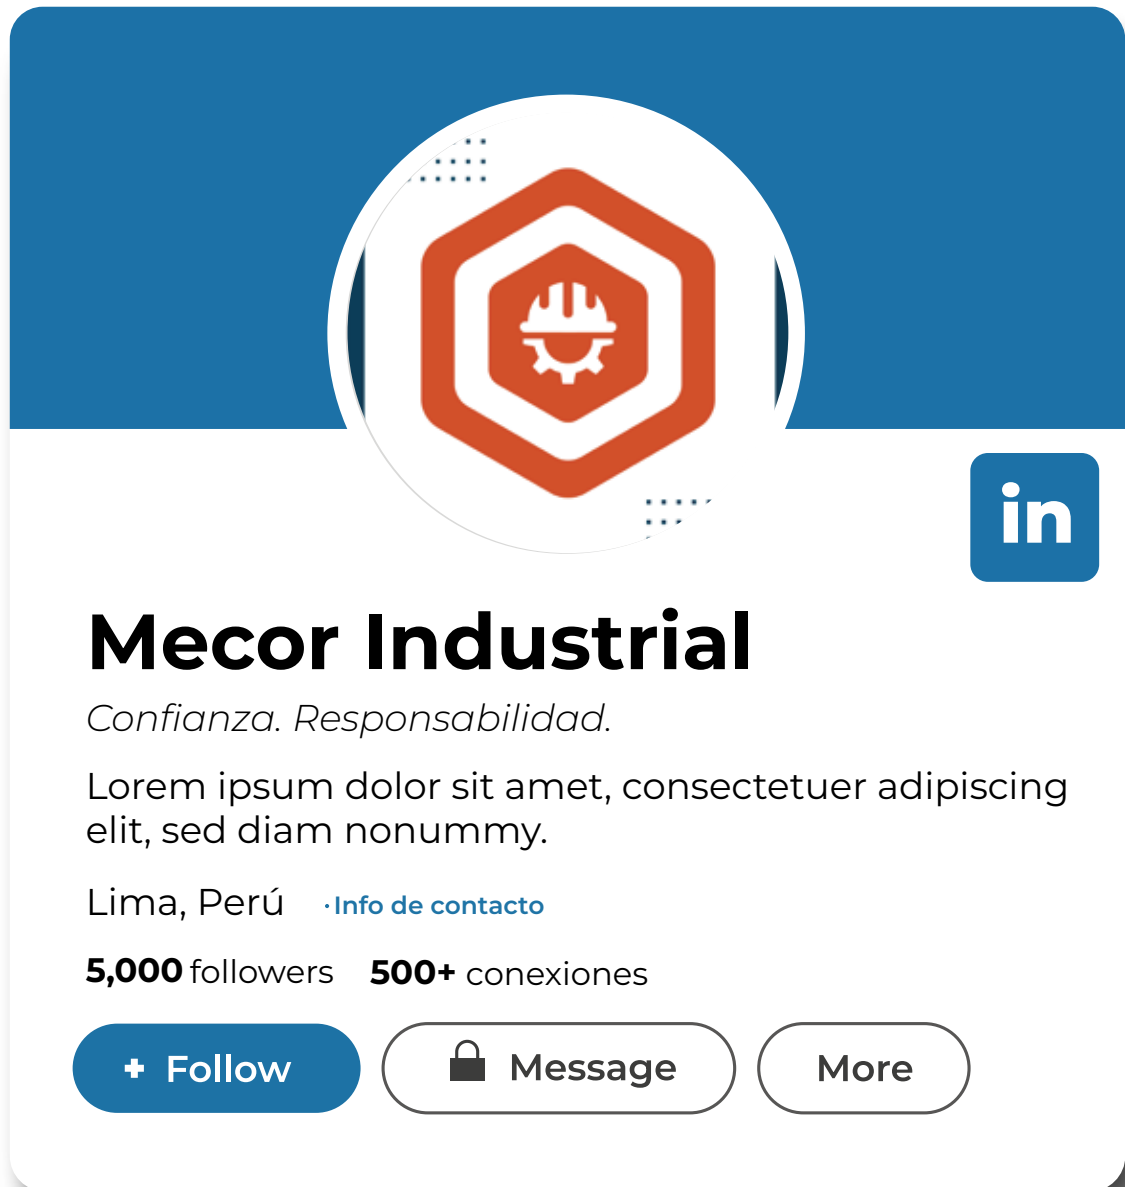 in
Mecor Industrial
Confianza. Responsabilidad.
Lorem ipsum dolor sit amet, consectetuer adipiscing
elit, sed diam nonummy.
Lima, Perú · Info de contacto
5,000 followers 500+ conexiones
+ Follow Message More